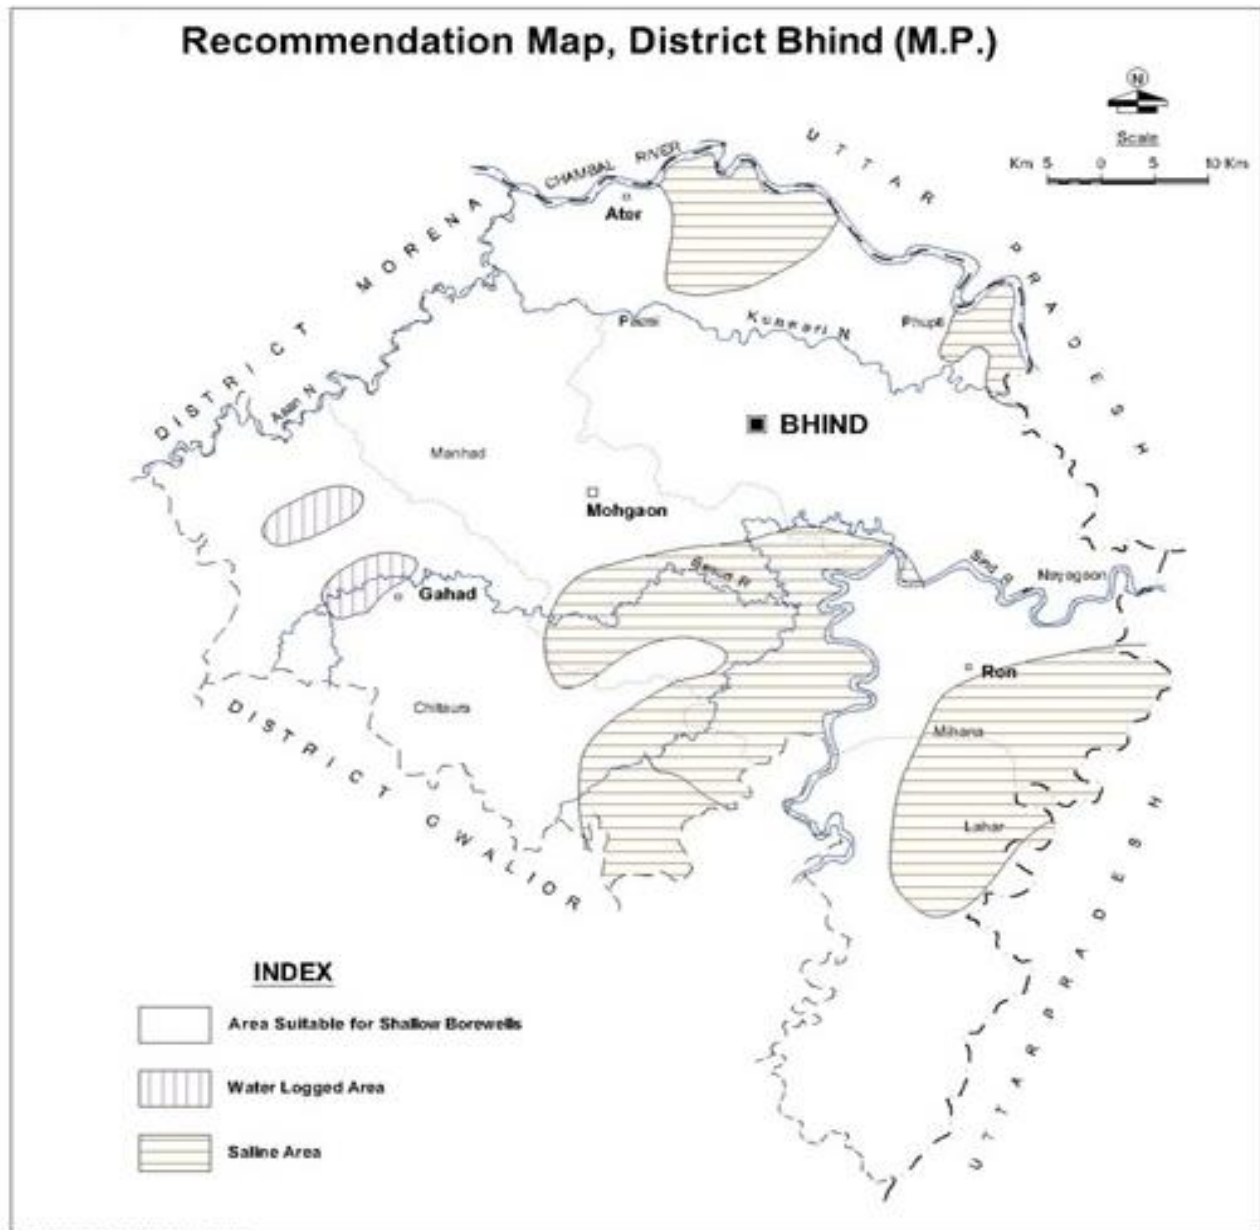 Recommendation Map, District Bhind (M.P.)
N
Scale
Km 5 0 5 10 Km
UTTAR PRADESH
CHAMBAL RIVER
Ater
DISTRICT MORENA
Kunwari N
Phuph
Asan N
BHIND
Manhad
Mohgaon
Sind R
Nayagaon
Gahad
Ron
Chitaura
Mihana
DISTRICT GWALIOR
Lahar
UTTAR PRADESH
INDEX
Area Suitable for Shallow Borewells
Water Logged Area
Saline Area